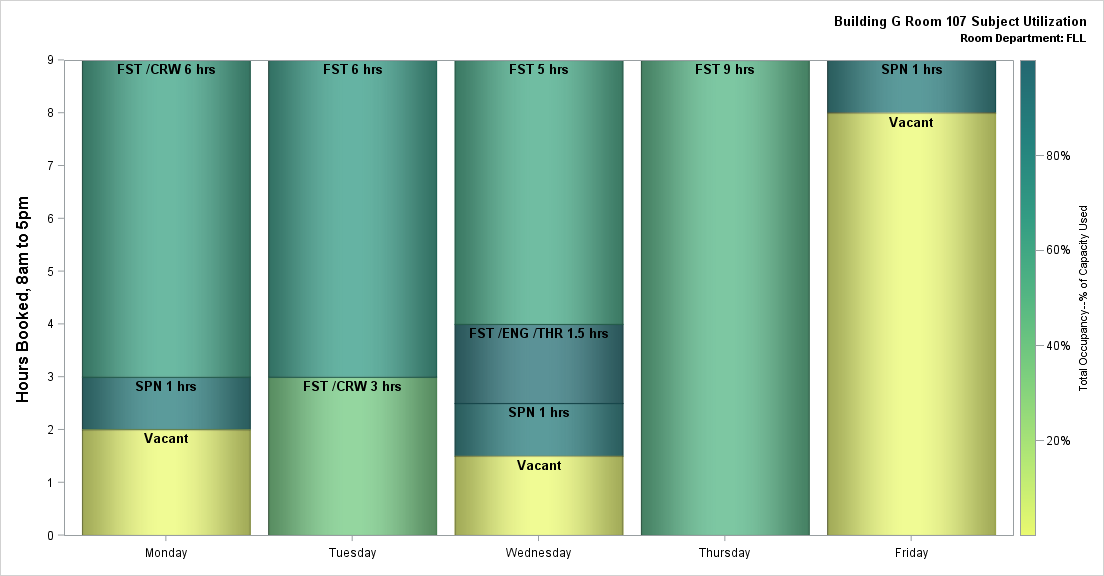 Building G Room 107 Subject Utilization
Room Department: FLL
Hours Booked, 8am to 5pm
9
8
7
6
5
4
3
2
1
0
FST /CRW 6 hrs
SPN 1 hrs
Vacant
FST 6 hrs
FST /CRW 3 hrs
FST 5 hrs
FST /ENG /THR 1.5 hrs
SPN 1 hrs
Vacant
FST 9 hrs
SPN 1 hrs
Vacant
Monday
Tuesday
Wednesday
Thursday
Friday
80%
60%
40%
20%
Total Occupancy--% of Capacity Used